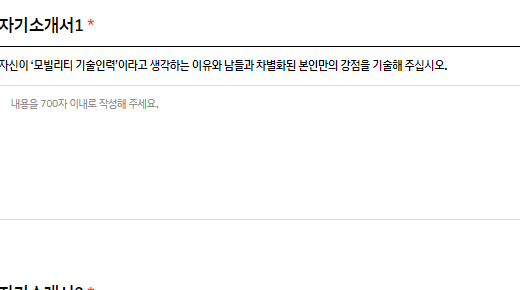 자기소개서1 *
자신이 ‘모빌리티 기술인력’이라고 생각하는 이유와 남들과 차별화된 본인만의 강점을 기술해 주십시오.
내용을 700자 이내로 작성해 주세요.